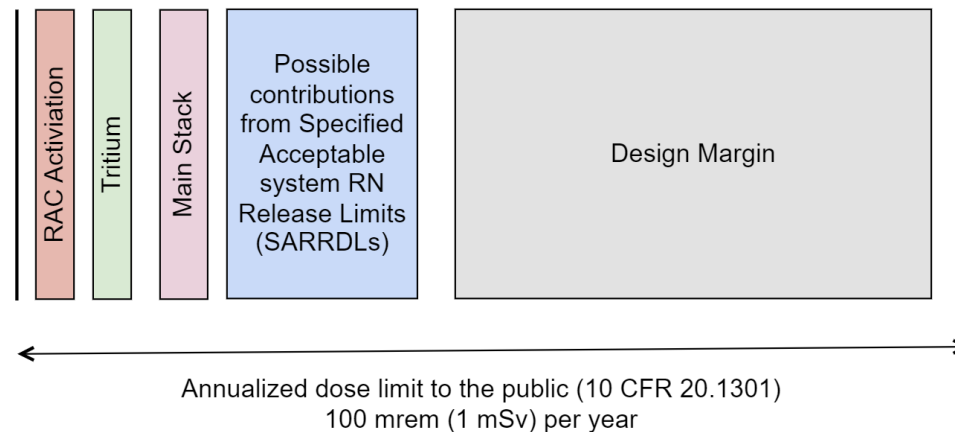 RAC Activiation
Tritium
Main Stack
Possible
contributions
from Specified
Acceptable
system RN
Release Limits
(SARRDLs)
Design Margin
Annualized dose limit to the public (10 CFR 20.1301)
100 mrem (1 mSv) per year